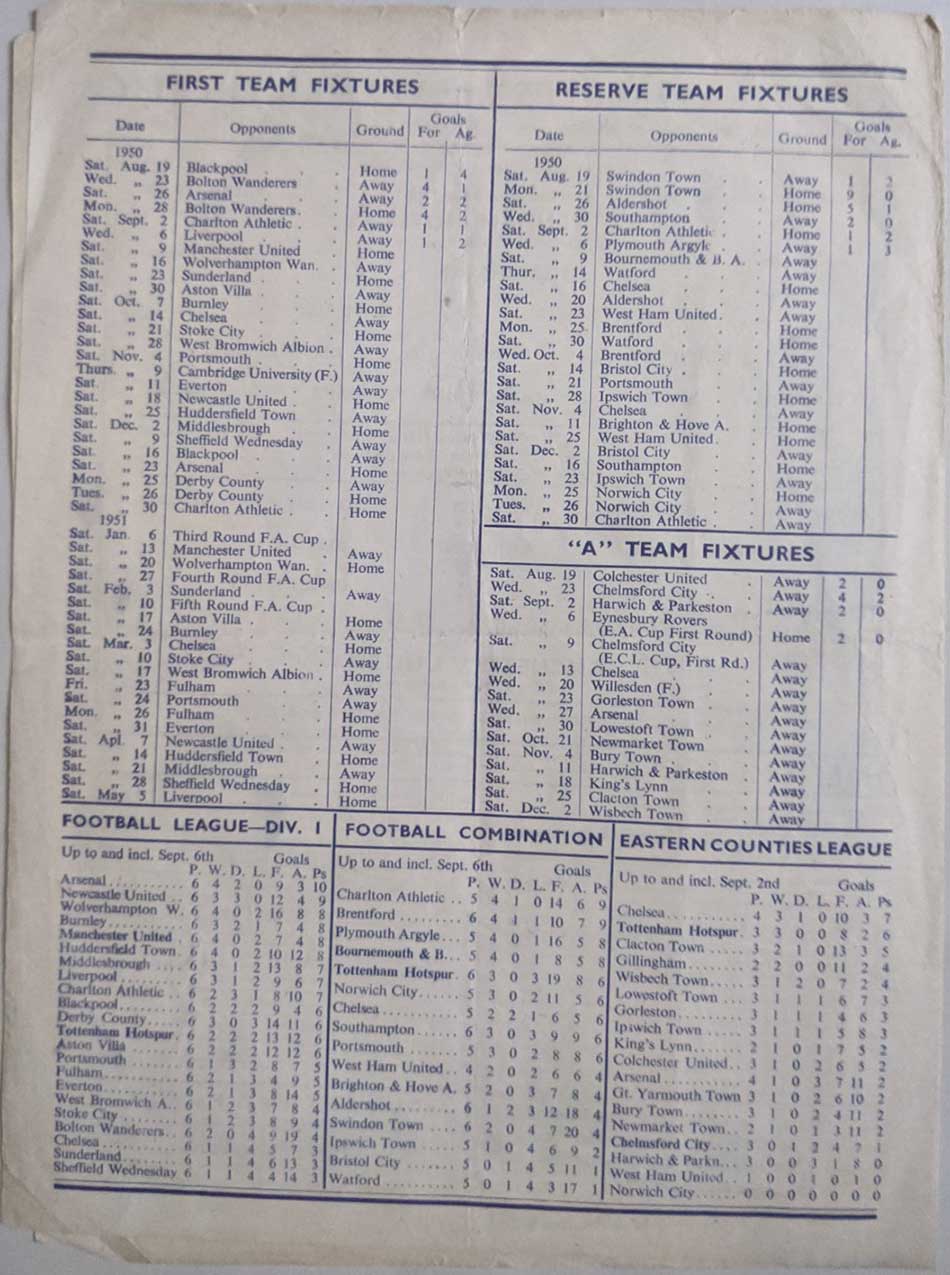 FIRST TEAM FIXTURES
Date Opponents Ground Goals For Ag.
1950
Sat. Aug. 19 Blackpool . . . Home 1 4
Wed. „ 23 Bolton Wanderers . Away 4 1
Sat. „ 26 Arsenal . . . Away 2 2
Mon. „ 28 Bolton Wanderers . Home 4 2
Sat. Sept. 2 Charlton Athletic . . Away 1 1
Wed. „ 6 Liverpool . . . Away 1 2
Sat. „ 9 Manchester United . Home
Sat. „ 16 Wolverhampton Wan. . Away
Sat. „ 23 Sunderland . . . Home
Sat. „ 30 Aston Villa . . . Away
Sat. Oct. 7 Burnley . . . Home
Sat. „ 14 Chelsea . . . Away
Sat. „ 21 Stoke City . . . Home
Sat. „ 28 West Bromwich Albion . Away
Sat. Nov. 4 Portsmouth . . . Home
Thurs. „ 9 Cambridge University (F.) Away
Sat. „ 11 Everton . . . Away
Sat. „ 18 Newcastle United . . Home
Sat. „ 25 Huddersfield Town . Away
Sat. Dec. 2 Middlesbrough . . Home
Sat. „ 9 Sheffield Wednesday . Away
Sat. „ 16 Blackpool . . . Away
Sat. „ 23 Arsenal . . . Home
Mon. „ 25 Derby County . . Away
Tues. „ 26 Derby County . . Home
Sat. „ 30 Charlton Athletic . . Home
1951
Sat. Jan. 6 Third Round F.A. Cup .
Sat. „ 13 Manchester United . Away
Sat. „ 20 Wolverhampton Wan. . Home
Sat. „ 27 Fourth Round F.A. Cup
Sat. Feb. 3 Sunderland . . . Away
Sat. „ 10 Fifth Round F.A. Cup .
Sat. „ 17 Aston Villa . . . Home
Sat. „ 24 Burnley . . . Away
Sat. Mar. 3 Chelsea . . . Home
Sat. „ 10 Stoke City . . . Away
Sat. „ 17 West Bromwich Albion . Home
Fri. „ 23 Fulham . . . Away
Sat. „ 24 Portsmouth . . . Away
Mon. „ 26 Fulham . . . Home
Sat. „ 31 Everton . . . Home
Sat. Apl. 7 Newcastle United . . Away
Sat. „ 14 Huddersfield Town . Home
Sat. „ 21 Middlesbrough . . Away
Sat. „ 28 Sheffield Wednesday . Home
Sat. May 5 Liverpool . . . Home
RESERVE TEAM FIXTURES
Date Opponents Ground Goals For Ag.
1950
Sat. Aug. 19 Swindon Town . . Away 1 2
Mon. „ 21 Swindon Town . . Home 9 0
Sat. „ 26 Aldershot . . . Home 5 1
Wed. „ 30 Southampton . . Away 2 0
Sat. Sept. 2 Charlton Athletic . . Home 1 2
Wed. „ 6 Plymouth Argyle . . Away 1 3
Sat. „ 9 Bournemouth & B. A. . Away
Thur. „ 14 Watford . . . Away
Sat. „ 16 Chelsea . . . Home
Wed. „ 20 Aldershot . . . Away
Sat. „ 23 West Ham United . . Away
Mon. „ 25 Brentford . . . Home
Sat. „ 30 Watford . . . Home
Wed. Oct. 4 Brentford . . . Away
Sat. „ 14 Bristol City . . . Home
Sat. „ 21 Portsmouth . . . Away
Sat. „ 28 Ipswich Town . . Home
Sat. Nov. 4 Chelsea . . . Away
Sat. „ 11 Brighton & Hove A. . Home
Sat. „ 25 West Ham United . . Home
Sat. Dec. 2 Bristol City . . . Away
Sat. „ 16 Southampton . . Home
Sat. „ 23 Ipswich Town . . Away
Mon. „ 25 Norwich City . . Home
Tues. „ 26 Norwich City . . Away
Sat. „ 30 Charlton Athletic . . Away
“A” TEAM FIXTURES
Sat. Aug. 19 Colchester United . Away 2 0
Wed. „ 23 Chelmsford City . . Away 4 2
Sat. Sept. 2 Harwich & Parkeston . Away 2 0
Wed. „ 6 Eynesbury Rovers
(E.A. Cup First Round) Home 2 0
Sat. „ 9 Chelmsford City
(E.C.L. Cup, First Rd.) Away
Wed. „ 13 Chelsea . . . Away
Wed. „ 20 Willesden (F.) . . Away
Sat. „ 23 Gorleston Town . . Away
Wed. „ 27 Arsenal . . . Away
Sat. „ 30 Lowestoft Town . . Away
Sat. Oct. 21 Newmarket Town . Away
Sat. Nov. 4 Bury Town . . . Away
Sat. „ 11 Harwich & Parkeston . Away
Sat. „ 18 King's Lynn . . Away
Sat. „ 25 Clacton Town . . Away
Sat. Dec. 2 Wisbech Town . . Away
FOOTBALL LEAGUE—DIV. 1
Up to and incl. Sept. 6th Goals
P. W. D. L. F. A. Ps
Arsenal 6 4 2 0 9 3 10
Newcastle United 6 3 3 0 12 4 9
Wolverhampton W. 6 4 0 2 16 8 8
Burnley 6 3 2 1 7 4 8
Manchester United 6 4 0 2 7 4 8
Huddersfield Town 6 4 0 2 10 12 8
Middlesbrough 6 3 1 2 13 8 7
Liverpool 6 3 1 2 9 6 7
Charlton Athletic 6 2 3 1 8 10 7
Blackpool 6 2 2 2 9 4 6
Derby County 6 3 0 3 14 11 6
Tottenham Hotspur 6 2 2 2 13 12 6
Aston Villa 6 2 2 2 12 12 6
Portsmouth 6 1 3 2 8 7 5
Fulham 6 2 1 3 4 9 5
Everton 6 2 1 3 8 14 5
West Bromwich A. 6 1 2 3 7 8 4
Stoke City 6 1 2 3 8 9 4
Bolton Wanderers 6 2 0 4 9 19 4
Chelsea 6 1 1 4 5 7 3
Sunderland 6 1 1 4 6 13 3
Sheffield Wednesday 6 1 1 4 4 14 3
FOOTBALL COMBINATION
Up to and incl. Sept. 6th Goals
P. W. D. L. F. A. Ps
Charlton Athletic 5 4 1 0 14 6 9
Brentford 6 4 1 1 10 7 9
Plymouth Argyle 5 4 0 1 16 5 8
Bournemouth & B. 5 4 0 1 8 5 8
Tottenham Hotspur 6 3 0 3 19 8 6
Norwich City 5 3 0 2 11 5 6
Chelsea 5 2 2 1 6 5 6
Southampton 6 3 0 3 9 9 6
Portsmouth 5 3 0 2 8 8 6
West Ham United 4 2 0 2 6 6 4
Brighton & Hove A. 5 2 0 3 7 8 4
Aldershot 6 1 2 3 12 18 4
Swindon Town 6 2 0 4 7 20 4
Ipswich Town 5 1 0 4 6 9 2
Bristol City 5 0 1 4 5 11 1
Watford 5 0 1 4 3 17 1
EASTERN COUNTIES LEAGUE
Up to and incl. Sept. 2nd Goals
P. W. D. L. F. A. Ps
Chelsea 4 3 1 0 10 3 7
Tottenham Hotspur 3 3 0 0 8 2 6
Clacton Town 3 2 1 0 13 3 5
Gillingham 2 2 0 0 11 2 4
Wisbech Town 3 1 2 0 7 2 4
Lowestoft Town 3 1 1 1 6 7 3
Gorleston 3 1 1 1 4 6 3
Ipswich Town 3 1 1 1 5 8 3
King's Lynn 2 1 0 1 7 5 2
Colchester United 3 1 0 2 6 5 2
Arsenal 4 1 0 3 7 11 2
Gt. Yarmouth Town 3 1 0 2 6 10 2
Bury Town 3 1 0 2 4 11 2
Newmarket Town 2 1 0 1 3 11 2
Chelmsford City 3 0 1 2 4 7 1
Harwich & Parkn. 3 0 0 3 1 8 0
West Ham United 1 0 0 1 0 1 0
Norwich City 0 0 0 0 0 0 0